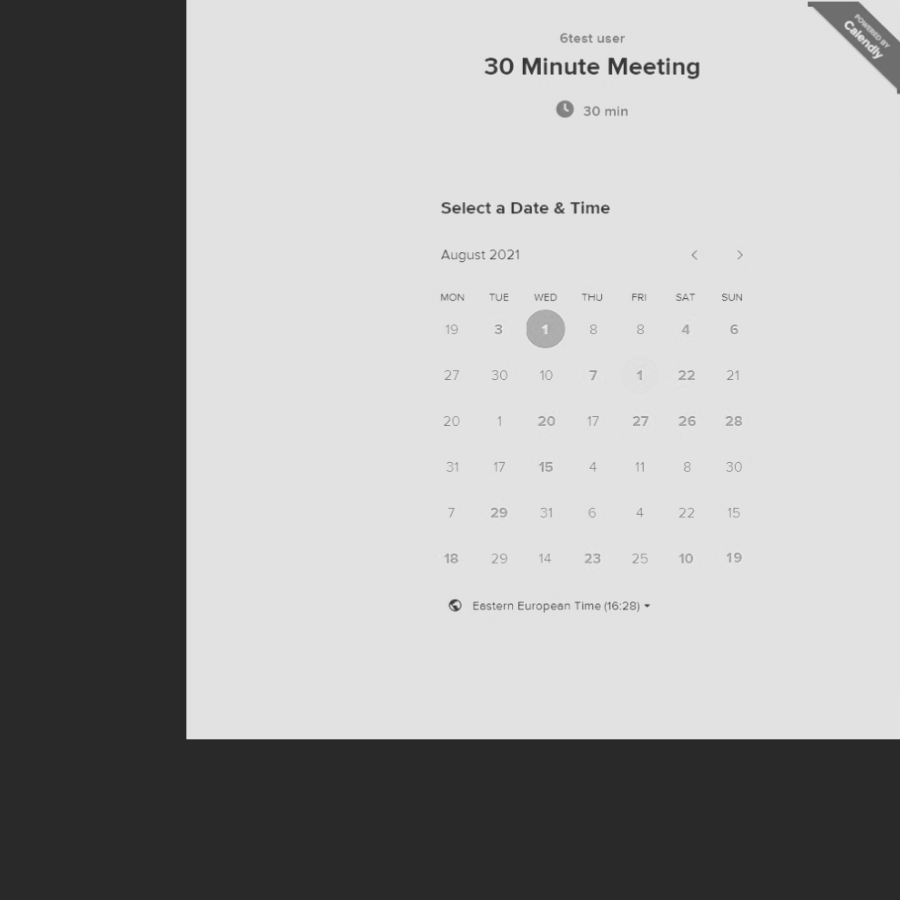 POWERED BY
Calendly
6test user
30 Minute Meeting
30 min
Select a Date & Time
August 2021
MON TUE WED THU FRI SAT SUN
19 3 1 8 8 4 6
27 30 10 7 1 22 21
20 1 20 17 27 26 28
31 17 15 4 11 8 30
7 29 31 6 4 22 15
18 29 14 23 25 10 19
Eastern European Time (16:28)